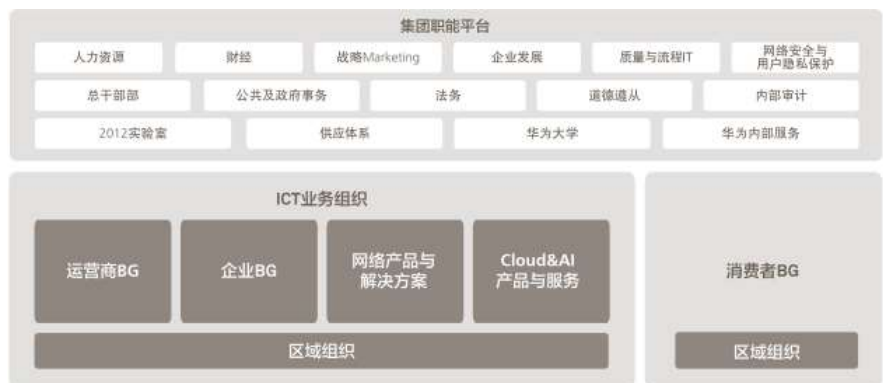 集团职能平台
人力资源
财经
战略Marketing
企业发展
质量与流程IT
网络安全与
用户隐私保护
总干部部
公共及政府事务
法务
道德遵从
内部审计
2012实验室
供应体系
华为大学
华为内部服务
ICT业务组织
运营商BG
企业BG
网络产品与
解决方案
Cloud&AI
产品与服务
区域组织
消费者BG
区域组织